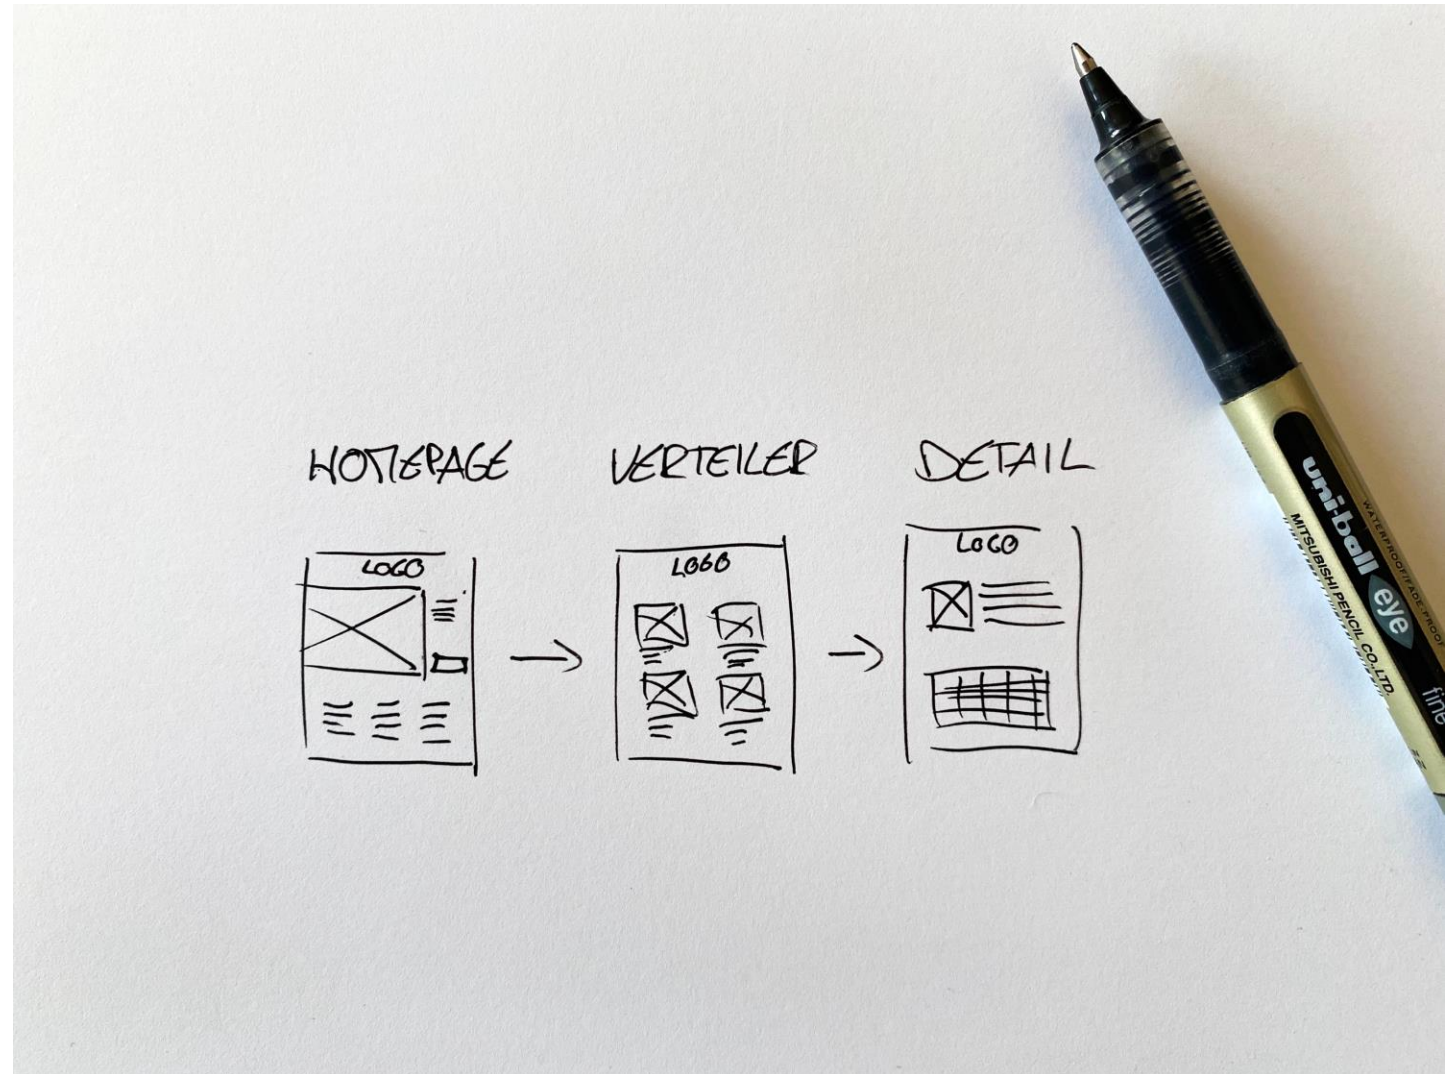 HOMEPAGE
VERTEILER
DETAIL
LOGO
LOGO
LOGO
uni-ball eye
WATERPROOF/FADE-PROOF
MITSUBISHI PENCIL CO.,LTD.
fine